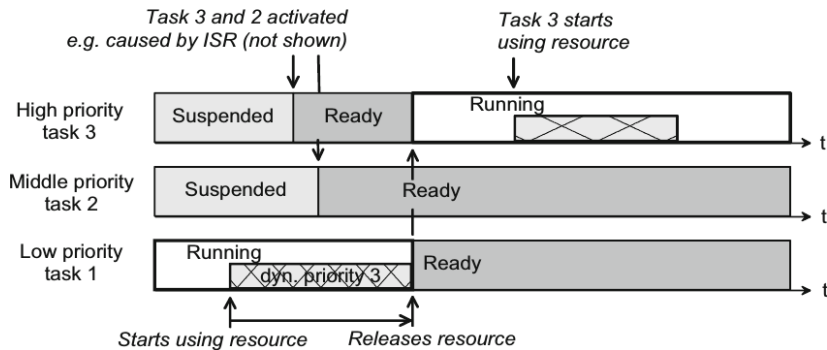 Task 3 and 2 activated
e.g. caused by ISR (not shown)
Task 3 starts
using resource
High priority
task 3
Suspended
Ready
Running
t
Middle priority
task 2
Suspended
Ready
t
Low priority
task 1
Running
dyn. priority 3
Ready
t
Starts using resource
Releases resource